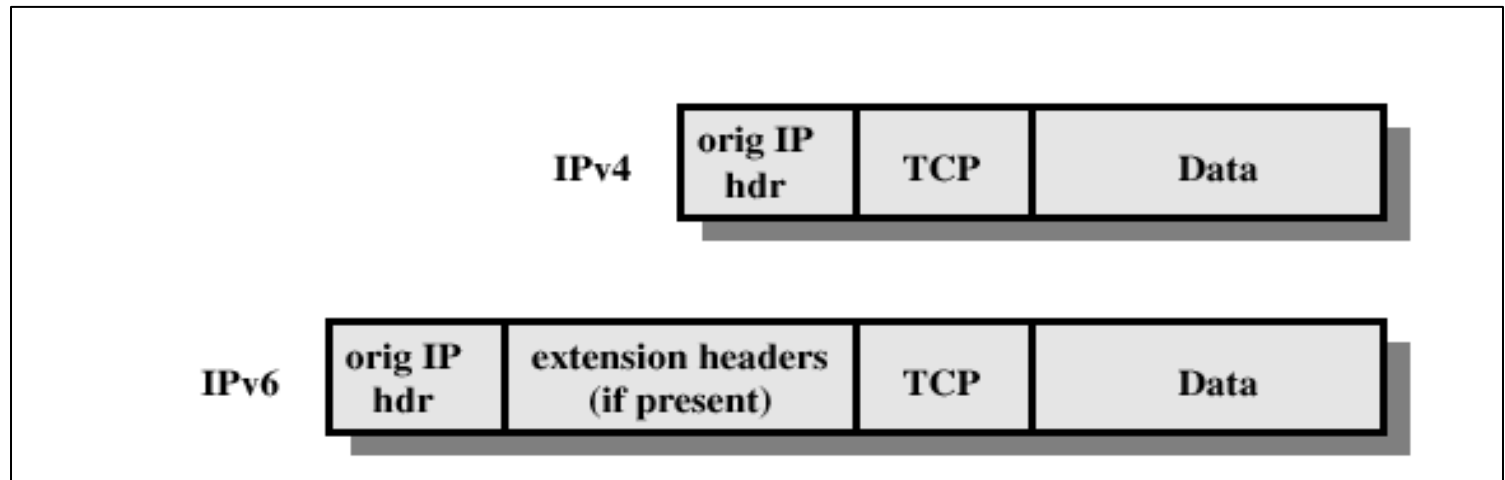 IPv4
orig IP
hdr
TCP
Data
IPv6
orig IP
hdr
extension headers
(if present)
TCP
Data